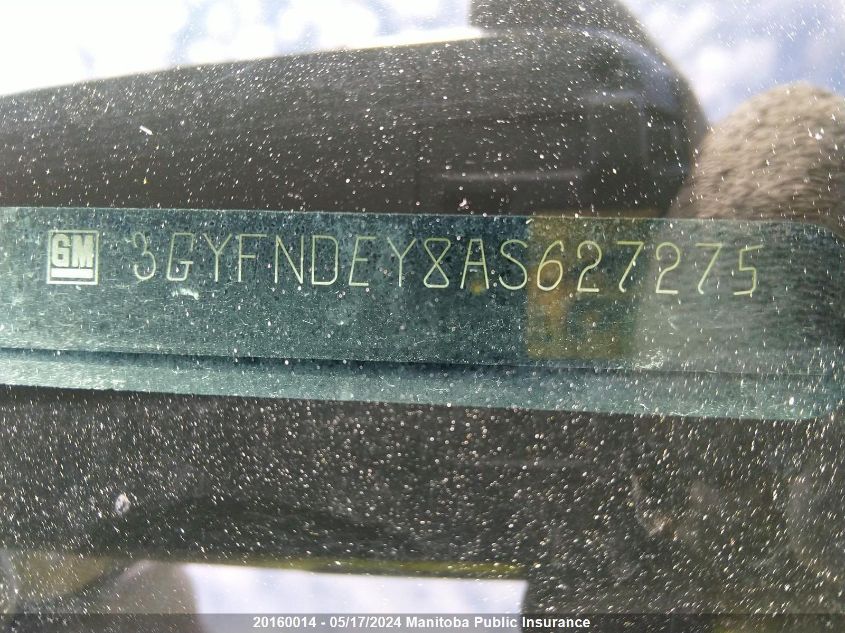 GM 3GYFNDEY8AS627275
20160014 - 05/17/2024 Manitoba Public Insurance